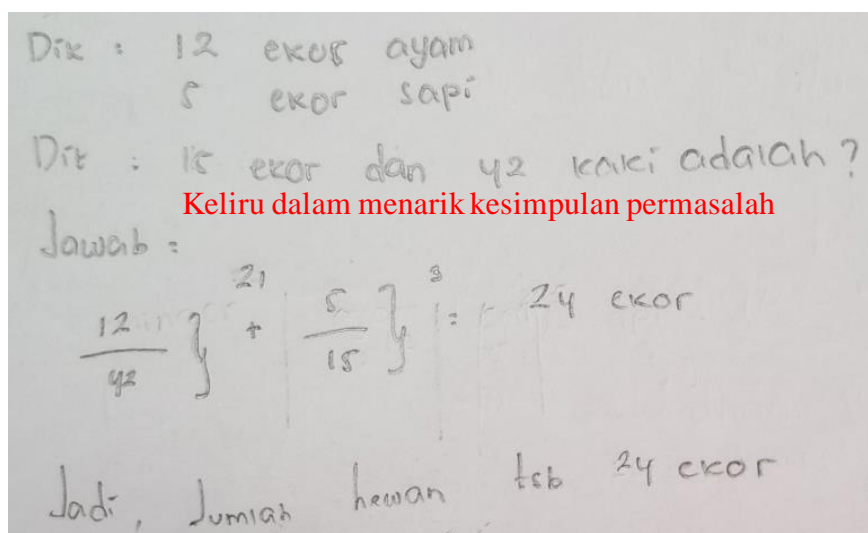 Dik : 12 ekor ayam
5 ekor sapi
Dit : 15 ekor dan 42 kaki adalah?
Keliru dalam menarik kesimpulan permasalah
Jawab :
12/42 } 21 + 5/15 } 3 = 24 ekor
Jadi, Jumlah hewan tsb 24 ekor